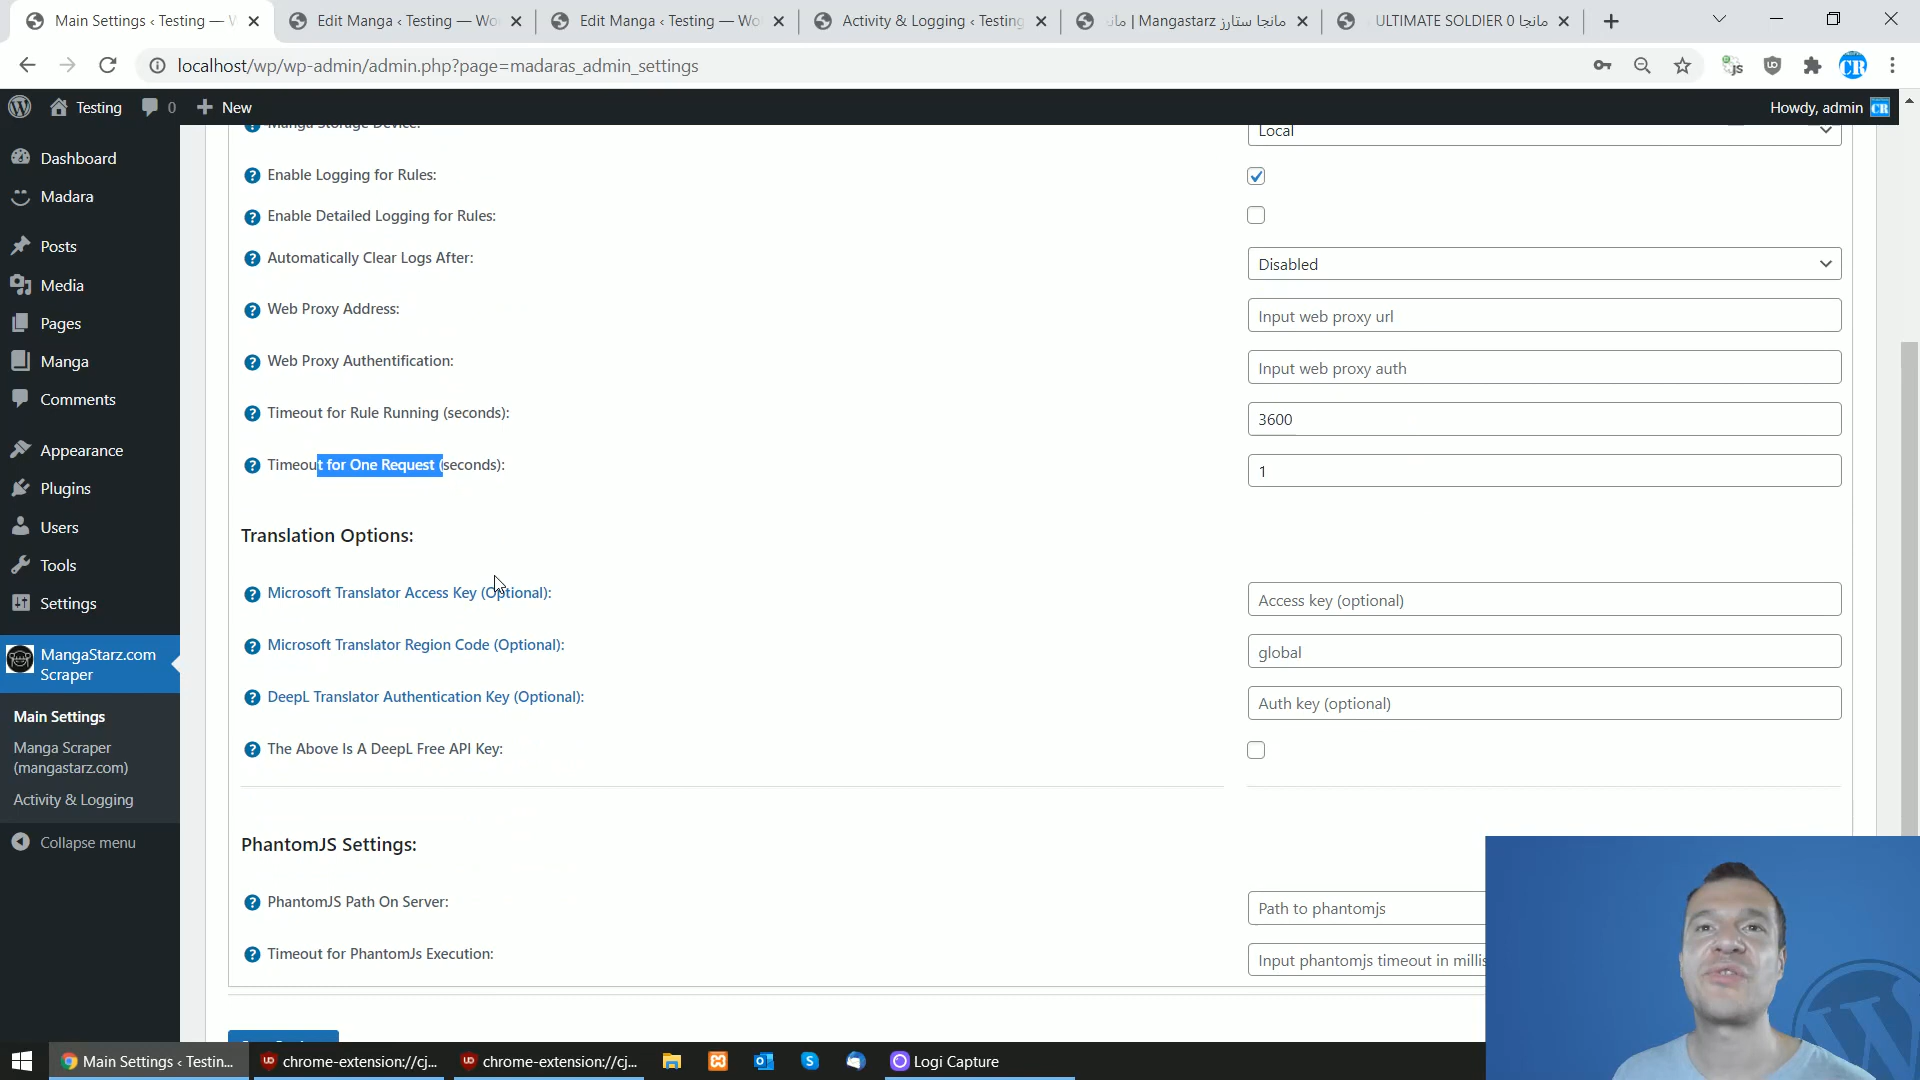 Main Settings ‹ Testing — W
Edit Manga ‹ Testing — Wo
Edit Manga ‹ Testing — Wo
Activity & Logging ‹ Testing
مانجا ستارز Mangastarz | مان
مانجا ULTIMATE SOLDIER 0
localhost/wp/wp-admin/admin.php?page=madaras_admin_settings
Testing
0
New
Howdy, admin
Dashboard
Madara
Posts
Media
Pages
Manga
Comments
Appearance
Plugins
Users
Tools
Settings
MangaStarz.com
Scraper
Main Settings
Manga Scraper
(mangastarz.com)
Activity & Logging
Collapse menu
Manga Storage Device:
Local
Enable Logging for Rules:
Enable Detailed Logging for Rules:
Automatically Clear Logs After:
Disabled
Web Proxy Address:
Input web proxy url
Web Proxy Authentification:
Input web proxy auth
Timeout for Rule Running (seconds):
3600
Timeout for One Request (seconds):
1
Translation Options:
Microsoft Translator Access Key (Optional):
Access key (optional)
Microsoft Translator Region Code (Optional):
global
DeepL Translator Authentication Key (Optional):
Auth key (optional)
The Above Is A DeepL Free API Key:
PhantomJS Settings:
PhantomJS Path On Server:
Path to phantomjs
Timeout for PhantomJs Execution:
Input phantomjs timeout in millis
Main Settings ‹ Testin...
chrome-extension://cj...
chrome-extension://cj...
Logi Capture